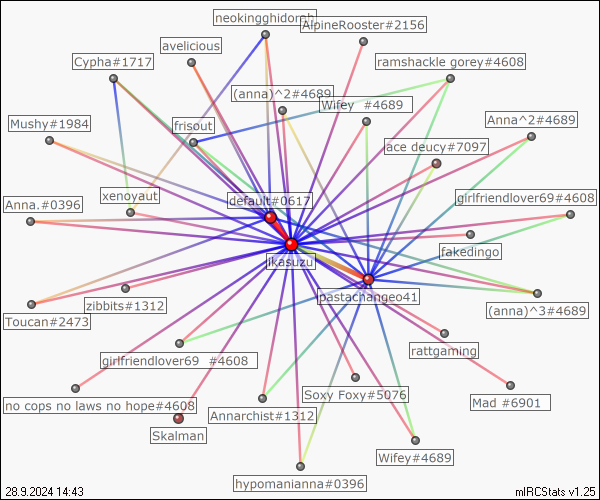 neokingghidorah
AlpineRooster#2156
avelicious
Cypha#1717
ramshackle gorey#4608
(anna)^2#4689
Wifey  #4689
Mushy#1984
frisout
Anna^2#4689
ace deucy#7097
xenoyaut
default#0617
girlfriendlover69#4608
Anna.#0396
fakedingo
ikasuzu
pastachangeo41
zibbits#1312
Toucan#2473
(anna)^3#4689
rattgaming
girlfriendlover69  #4608
Soxy Foxy#5076
Mad #6901
no cops no laws no hope#4608
Annarchist#1312
Skalman
Wifey#4689
hypomanianna#0396
28.9.2024 14:43
mIRCStats v1.25